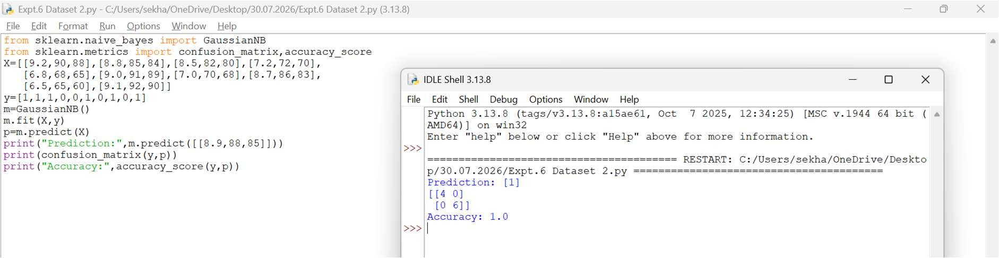 Expt.6 Dataset 2.py - C:/Users/sekha/OneDrive/Desktop/30.07.2026/Expt.6 Dataset 2.py (3.13.8)
File Edit Format Run Options Window Help
from sklearn.naive_bayes import GaussianNB
from sklearn.metrics import confusion_matrix,accuracy_score
X=[[9.2,90,88],[8.8,85,84],[8.5,82,80],[7.2,72,70],
   [6.8,68,65],[9.0,91,89],[7.0,70,68],[8.7,86,83],
   [6.5,65,60],[9.1,92,90]]
y=[1,1,1,0,0,1,0,1,0,1]
m=GaussianNB()
m.fit(X,y)
p=m.predict(X)
print("Prediction:",m.predict([[8.9,88,85]]))
print(confusion_matrix(y,p))
print("Accuracy:",accuracy_score(y,p))
IDLE Shell 3.13.8
File Edit Shell Debug Options Window Help
Python 3.13.8 (tags/v3.13.8:a15ae61, Oct  7 2025, 12:34:25) [MSC v.1944 64 bit (
AMD64)] on win32
Enter "help" below or click "Help" above for more information.
>>>
======================================== RESTART: C:/Users/sekha/OneDrive/Deskto
p/30.07.2026/Expt.6 Dataset 2.py ========================================
Prediction: [1]
[[4 0]
 [0 6]]
Accuracy: 1.0
>>>